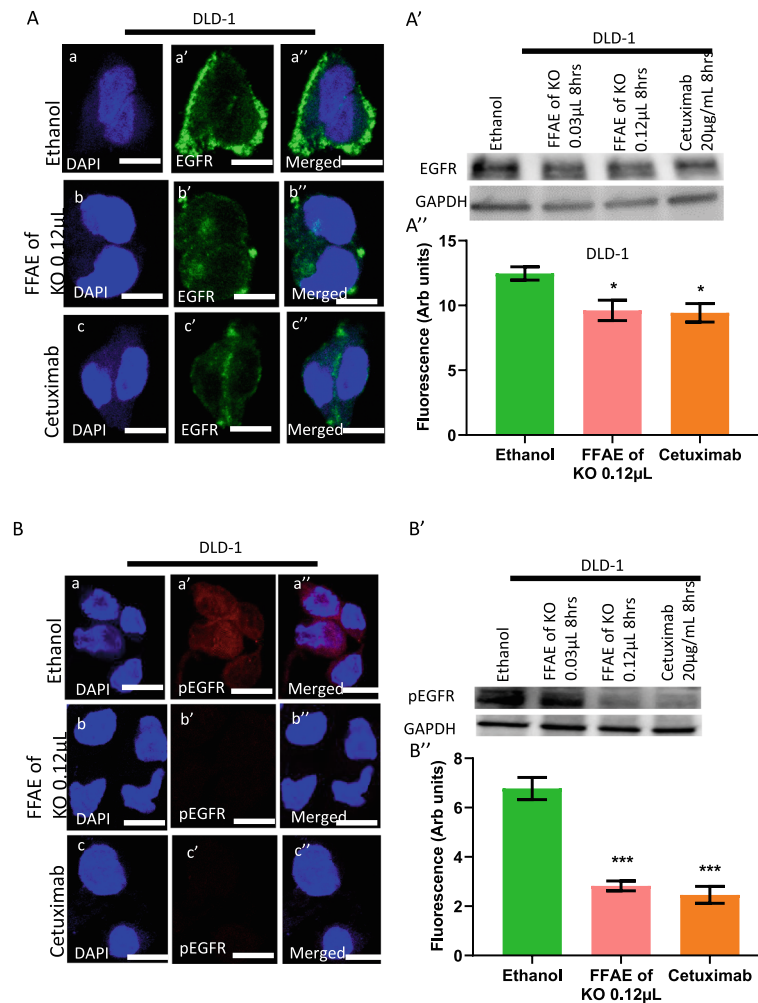 A
DLD-1
Ethanol
a
DAPI
a’
EGFR
a’’
Merged
FFAE of
KO 0.12µL
b
DAPI
b’
EGFR
b’’
Merged
Cetuximab
c
DAPI
c’
EGFR
c’’
Merged
A’
DLD-1
Ethanol
FFAE of KO
0.03µL 8hrs
FFAE of KO
0.12µL 8hrs
Cetuximab
20µg/mL 8hrs
EGFR
GAPDH
A’’
DLD-1
Fluorescence (Arb units)
15
10
5
0
*
*
Ethanol
FFAE of
KO 0.12µL
Cetuximab
B
DLD-1
Ethanol
a
DAPI
a’
pEGFR
a’’
Merged
FFAE of
KO 0.12µL
b
DAPI
b’
pEGFR
b’’
Merged
Cetuximab
c
DAPI
c’
pEGFR
c’’
Merged
B’
DLD-1
Ethanol
FFAE of KO
0.03µL 8hrs
FFAE of KO
0.12µL 8hrs
Cetuximab
20µg/mL 8hrs
pEGFR
GAPDH
B’’
Fluorescence (Arb units)
8
6
4
2
0
***
***
Ethanol
FFAE of
KO 0.12µL
Cetuximab